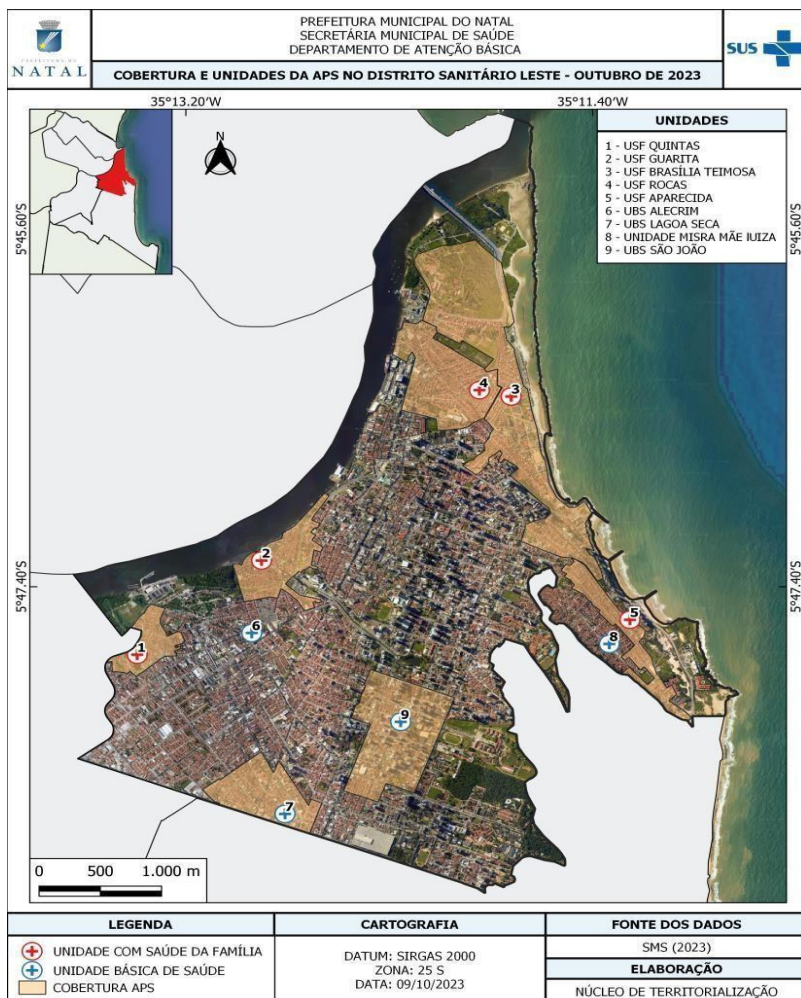 PREFEITURA DO
NATAL
PREFEITURA MUNICIPAL DO NATAL
SECRETÁRIA MUNICIPAL DE SAÚDE
DEPARTAMENTO DE ATENÇÃO BÁSICA
COBERTURA E UNIDADES DA APS NO DISTRITO SANITÁRIO LESTE - OUTUBRO DE 2023
SUS
35°13.20'W
35°11.40'W
N
UNIDADES
1 - USF QUINTAS
2 - USF GUARITA
3 - USF BRASÍLIA TEIMOSA
4 - USF ROCAS
5 - USF APARECIDA
6 - UBS ALECRIM
7 - UBS LAGOA SECA
8 - UNIDADE MISRA MÃE lUIZA
9 - UBS SÃO JOÃO
5°45.60'S
5°45.60'S
4
3
2
5°47.40'S
5°47.40'S
5
6
8
1
9
7
0
500
1.000 m
LEGENDA
UNIDADE COM SAÚDE DA FAMÍLIA
UNIDADE BÁSICA DE SAÚDE
COBERTURA APS
CARTOGRAFIA
DATUM: SIRGAS 2000
ZONA: 25 S
DATA: 09/10/2023
FONTE DOS DADOS
SMS (2023)
ELABORAÇÃO
NÚCLEO DE TERRITORIALIZAÇÃO